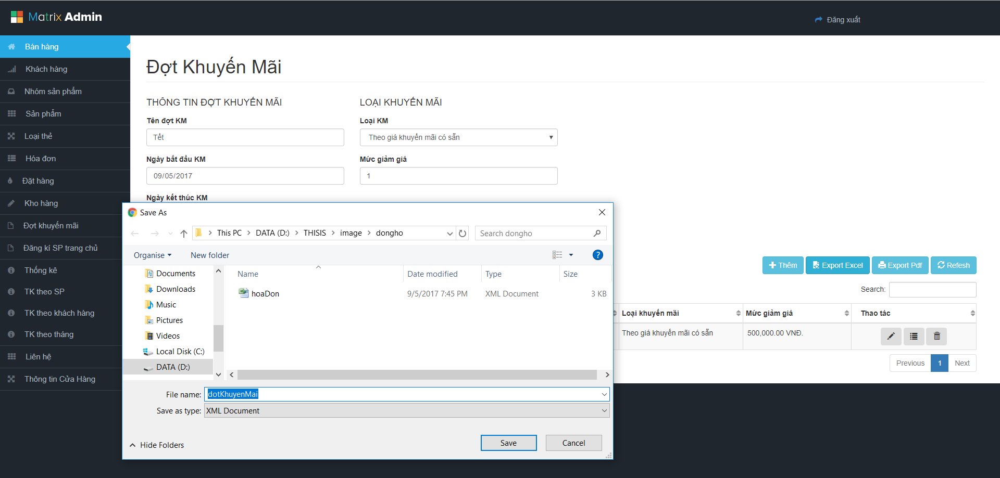 Matrix Admin
Đăng xuất
Bán hàng
Khách hàng
Nhóm sản phẩm
Sản phẩm
Loại thẻ
Hóa đơn
Đặt hàng
Kho hàng
Đợt khuyến mãi
Đăng kí SP trang chủ
Thống kê
TK theo SP
TK theo khách hàng
TK theo tháng
Liên hệ
Thông tin Cửa Hàng
Đợt Khuyến Mãi
THÔNG TIN ĐỢT KHUYẾN MÃI
LOẠI KHUYẾN MÃI
Tên đợt KM
Loại KM
Tết
Theo giá khuyến mãi có sẵn
Ngày bắt đầu KM
Mức giảm giá
09/05/2017
1
Ngày kết thúc KM
Save As
This PC > DATA (D:) > THISIS > image > dongho
Search dongho
Organise
New folder
?
Documents
Downloads
Music
Pictures
Videos
Local Disk (C:)
DATA (D:)
Name
Date modified
Type
Size
hoaDon
9/5/2017 7:45 PM
XML Document
3 KB
File name:
dotKhuyenMai
Save as type:
XML Document
Hide Folders
Save
Cancel
Thêm
Export Excel
Export Pdf
Refesh
Search:
Loại khuyến mãi
Mức giảm giá
Thao tác
Theo giá khuyến mãi có sẵn
500,000.00 VNĐ.
Previous
1
Next